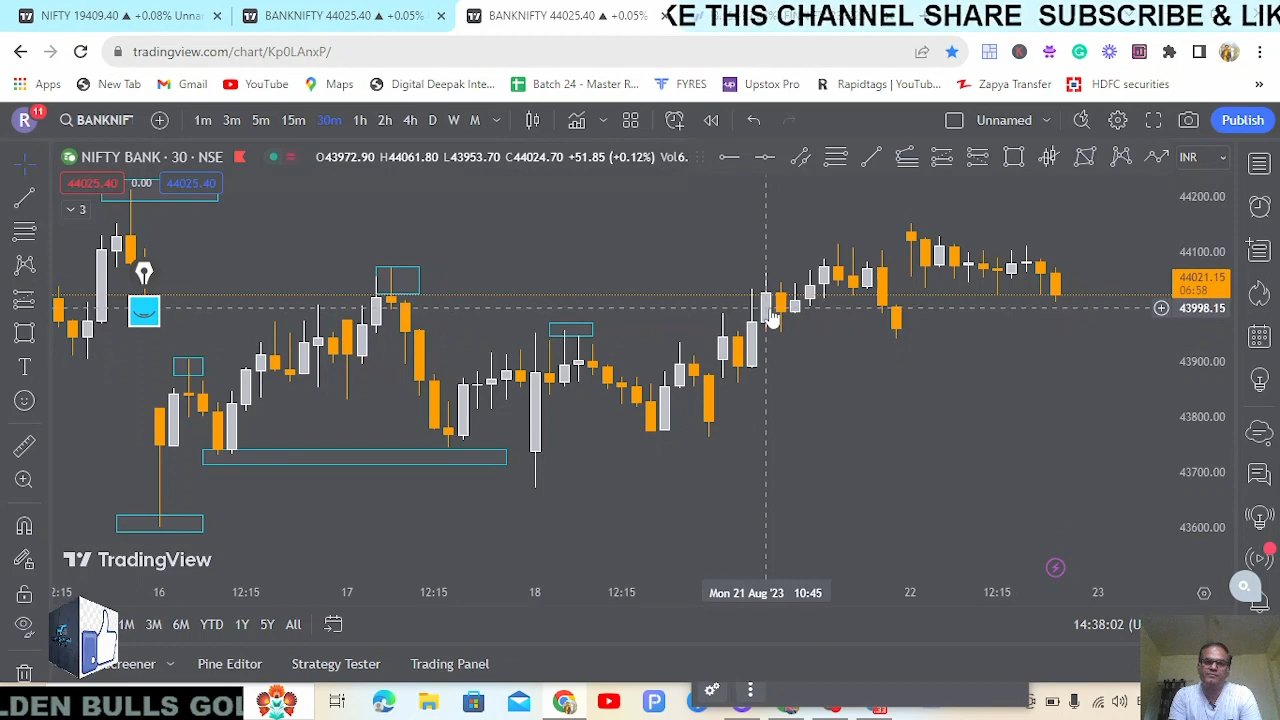 KE THIS CHANNEL SHARE  SUBSCRIBE & LIK
NIFTY 19409.40 ▲ +0.08% Unnar
BANKNIFTY 44025.40 ▲ +0.05%
BANKNIFTY 44025.40 ▲ +0.05%
tradingview.com/chart/Kp0LAnxP/
Apps
New Tab
Gmail
YouTube
Maps
Digital Deepak Inte...
Batch 24 - Master R...
FYRES
Upstox Pro
Rapidtags | YouTub...
Zapya Transfer
HDFC securities
R
11
BANKNIFT
1m 3m 5m 15m 30m 1h 2h 4h D W M
Unnamed
Publish
NIFTY BANK · 30 · NSE
O43972.90 H44061.80 L43953.70 C44024.70 +51.85 (+0.12%) Vol6.
INR
44025.40
0.00
44025.40
3
44200.00
44100.00
44021.15
06:58
43998.15
43900.00
43800.00
43700.00
43600.00
TradingView
2:15
16
12:15
17
12:15
18
12:15
Mon 21 Aug '23 10:45
22
12:15
23
1M 3M 6M YTD 1Y 5Y All
14:38:02 (U
creener
Pine Editor
Strategy Tester
Trading Panel
LDEN BULLS GOL